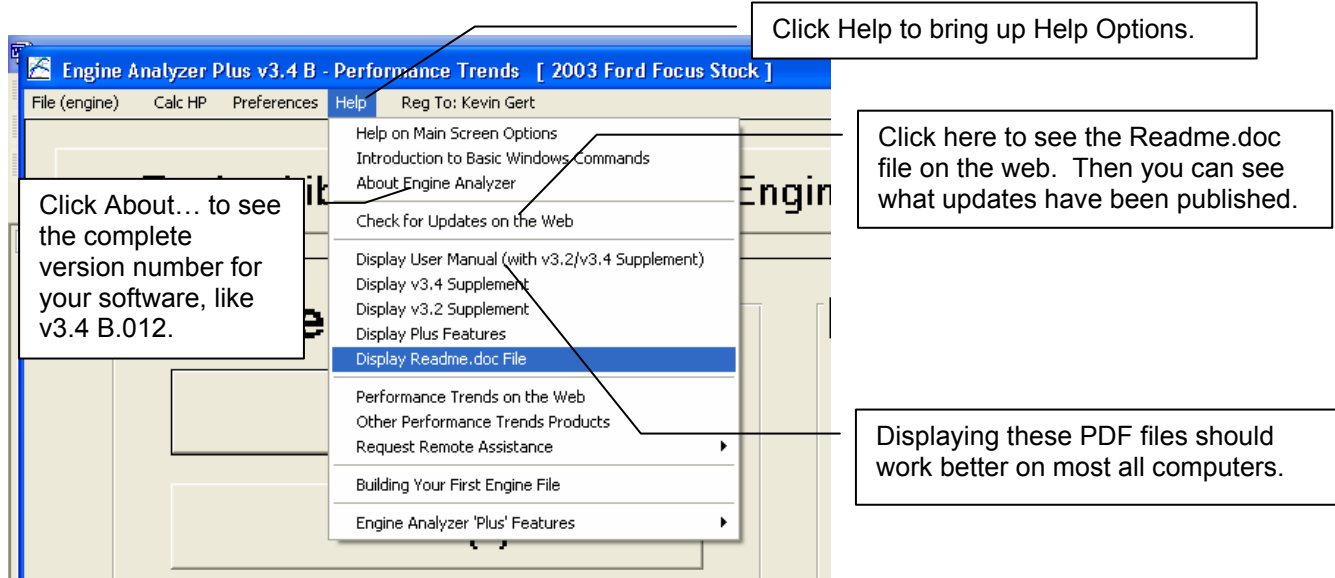 Click Help to bring up Help Options.
Engine Analyzer Plus v3.4 B - Performance Trends [ 2003 Ford Focus Stock ]
File (engine) Calc HP Preferences Help Reg To: Kevin Gert
Help on Main Screen Options
Introduction to Basic Windows Commands
About Engine Analyzer
Check for Updates on the Web
Display User Manual (with v3.2/v3.4 Supplement)
Display v3.4 Supplement
Display v3.2 Supplement
Display Plus Features
Display Readme.doc File
Performance Trends on the Web
Other Performance Trends Products
Request Remote Assistance
Building Your First Engine File
Engine Analyzer 'Plus' Features
Click About… to see
the complete
version number for
your software, like
v3.4 B.012.
Engin
Click here to see the Readme.doc
file on the web. Then you can see
what updates have been published.
Displaying these PDF files should
work better on most all computers.